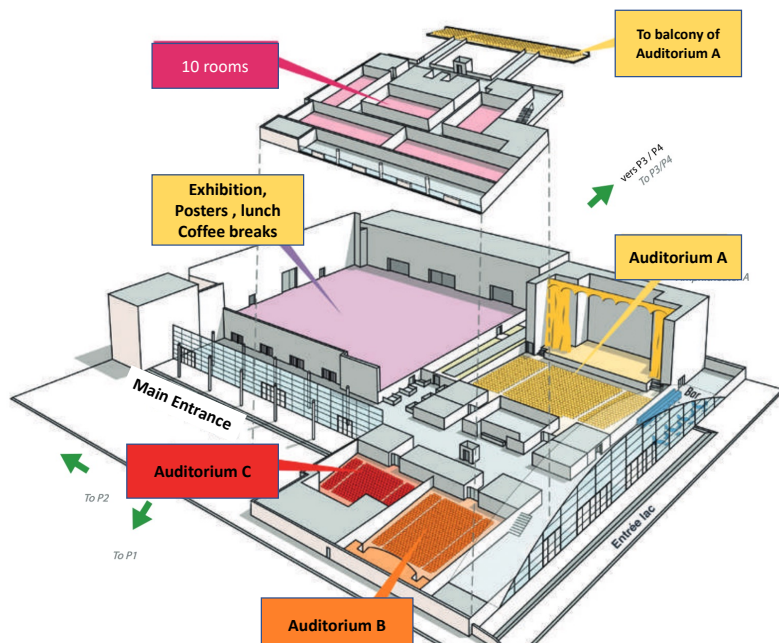 To balcony of
Auditorium A
10 rooms
vers P3 / P4
To P3/P4
Exhibition,
Posters , lunch
Coffee breaks
Auditorium A
A
Bar
Main Entrance
Auditorium C
To P2
To P1
Entrée lac
Auditorium B